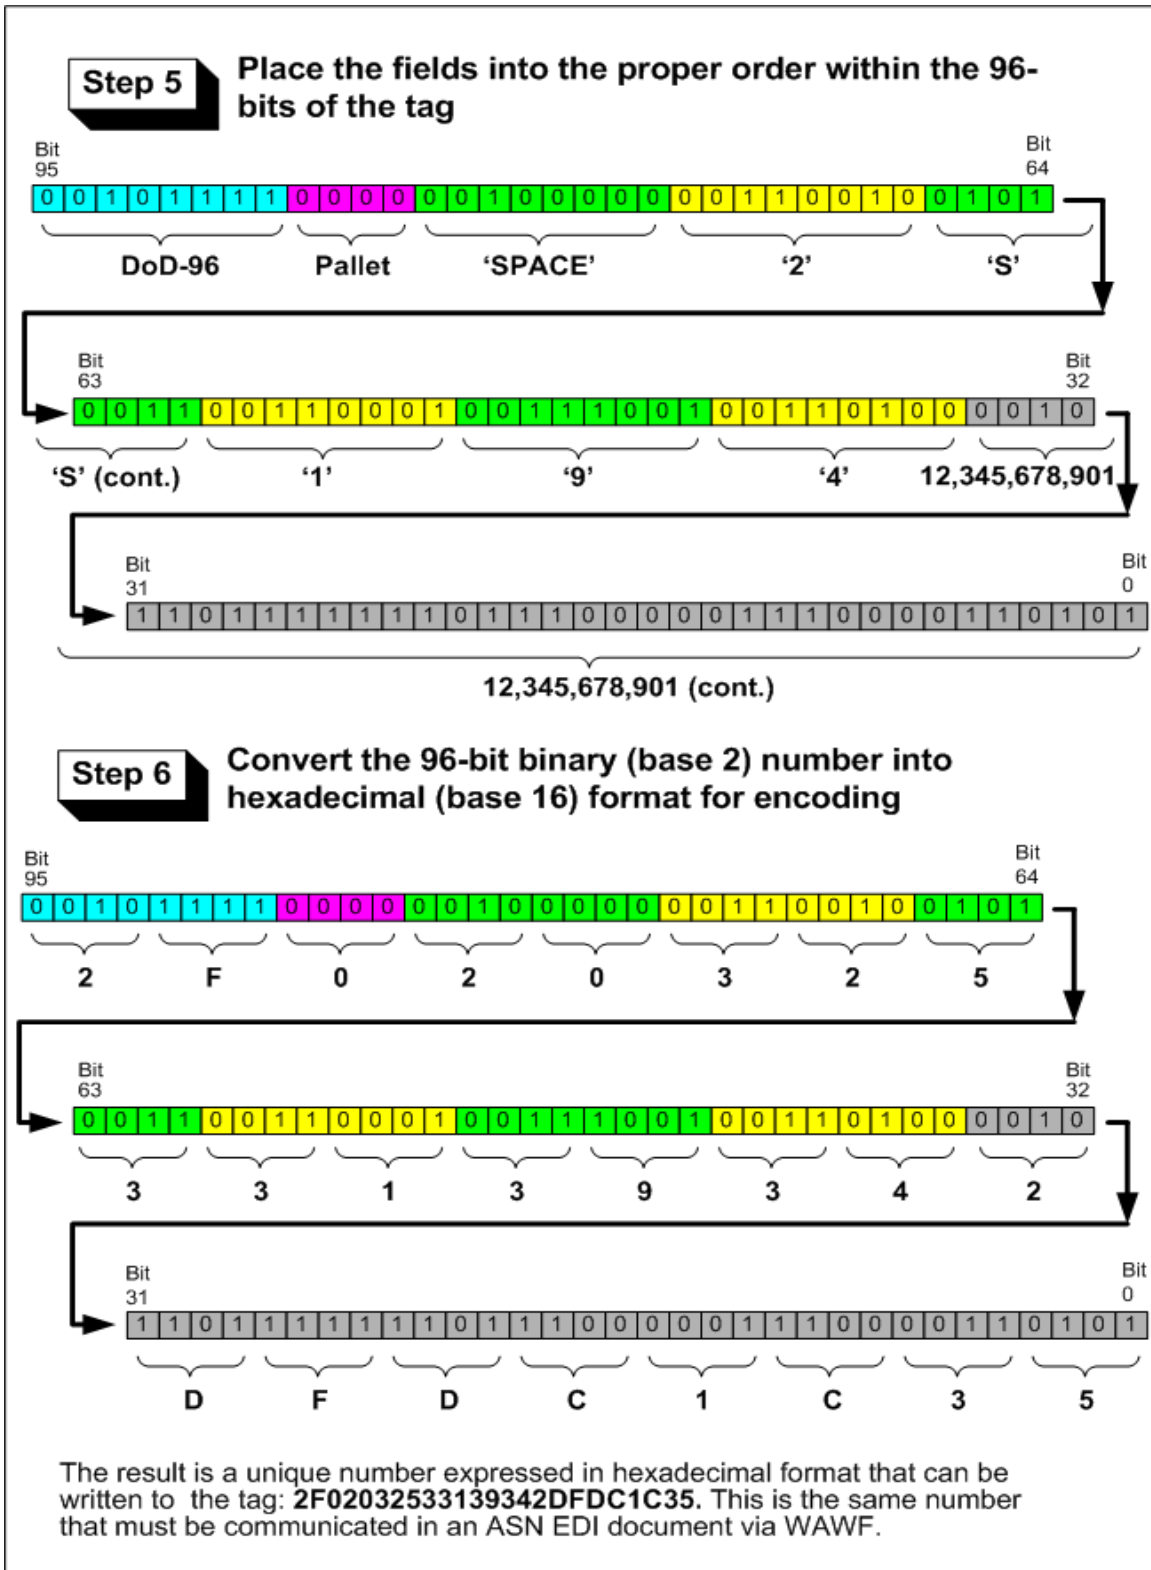 Step 5
Place the fields into the proper order within the 96-
bits of the tag
Bit
95
Bit
64
0 0 1 0 1 1 1 1 0 0 0 0 0 0 1 0 0 0 0 0 0 0 1 1 0 0 1 0 0 1 0 1
DoD-96 Pallet ‘SPACE’ ‘2’ ‘S’
Bit
63
Bit
32
0 0 1 1 0 0 1 1 0 0 0 1 0 0 1 1 1 0 0 1 0 0 1 1 0 1 0 0 0 0 1 0
‘S’ (cont.) ‘1’ ‘9’ ‘4’ 12,345,678,901
Bit
31
Bit
0
1 1 0 1 1 1 1 1 1 1 0 1 1 1 0 0 0 0 0 1 1 1 0 0 0 0 1 1 0 1 0 1
12,345,678,901 (cont.)
Step 6
Convert the 96-bit binary (base 2) number into
hexadecimal (base 16) format for encoding
Bit
95
Bit
64
0 0 1 0 1 1 1 1 0 0 0 0 0 0 1 0 0 0 0 0 0 0 1 1 0 0 1 0 0 1 0 1
2 F 0 2 0 3 2 5
Bit
63
Bit
32
0 0 1 1 0 0 1 1 0 0 0 1 0 0 1 1 1 0 0 1 0 0 1 1 0 1 0 0 0 0 1 0
3 3 1 3 9 3 4 2
Bit
31
Bit
0
1 1 0 1 1 1 1 1 1 1 0 1 1 1 0 0 0 0 0 1 1 1 0 0 0 0 1 1 0 1 0 1
D F D C 1 C 3 5
The result is a unique number expressed in hexadecimal format that can be
written to the tag: 2F02032533139342DFDC1C35. This is the same number
that must be communicated in an ASN EDI document via WAWF.